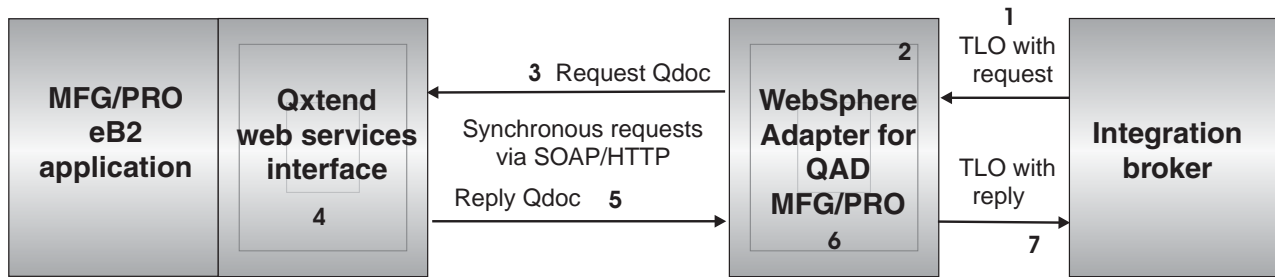 MFG/PRO
eB2
application
Qxtend
web services
interface
4
3 Request Qdoc
Synchronous requests
via SOAP/HTTP
Reply Qdoc 5
2
WebSphere
Adapter for
QAD
MFG/PRO
6
1
TLO with
request
TLO with
reply
7
Integration
broker